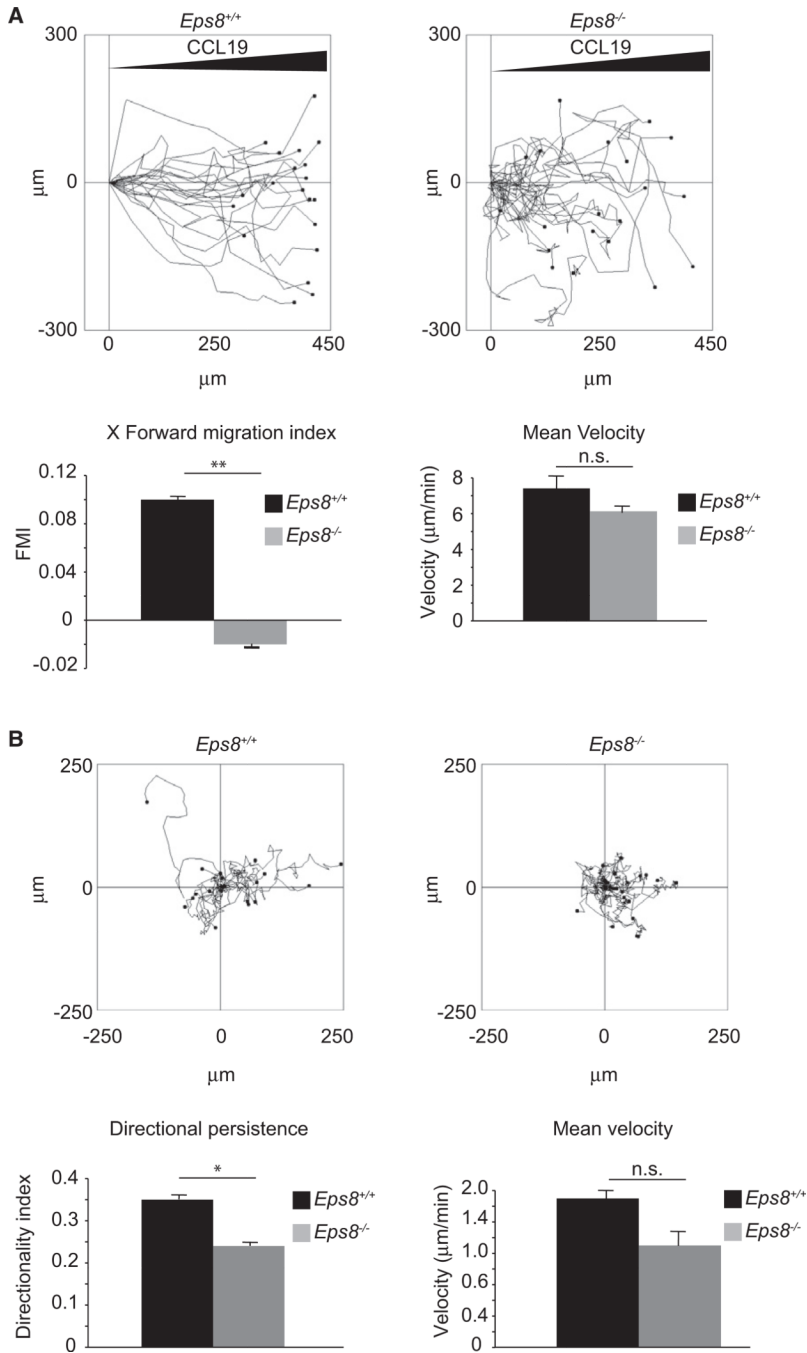 A
Eps8+/+
Eps8-/-
CCL19
CCL19
300
0
-300
μm
0
250
450
μm
300
0
-300
μm
0
250
450
μm
X Forward migration index
**
0.12
0.08
0.04
0
-0.02
FMI
Eps8+/+
Eps8-/-
Mean Velocity
n.s.
8
6
4
2
0
Velocity (μm/min)
Eps8+/+
Eps8-/-
B
Eps8+/+
Eps8-/-
250
0
-250
μm
-250
0
250
μm
250
0
-250
μm
-250
0
250
μm
Directional persistence
*
0.4
0.3
0.2
0.1
0
Directionality index
Eps8+/+
Eps8-/-
Mean velocity
n.s.
2.0
1.4
1.0
0.6
0.4
0
Velocity (μm/min)
Eps8+/+
Eps8-/-